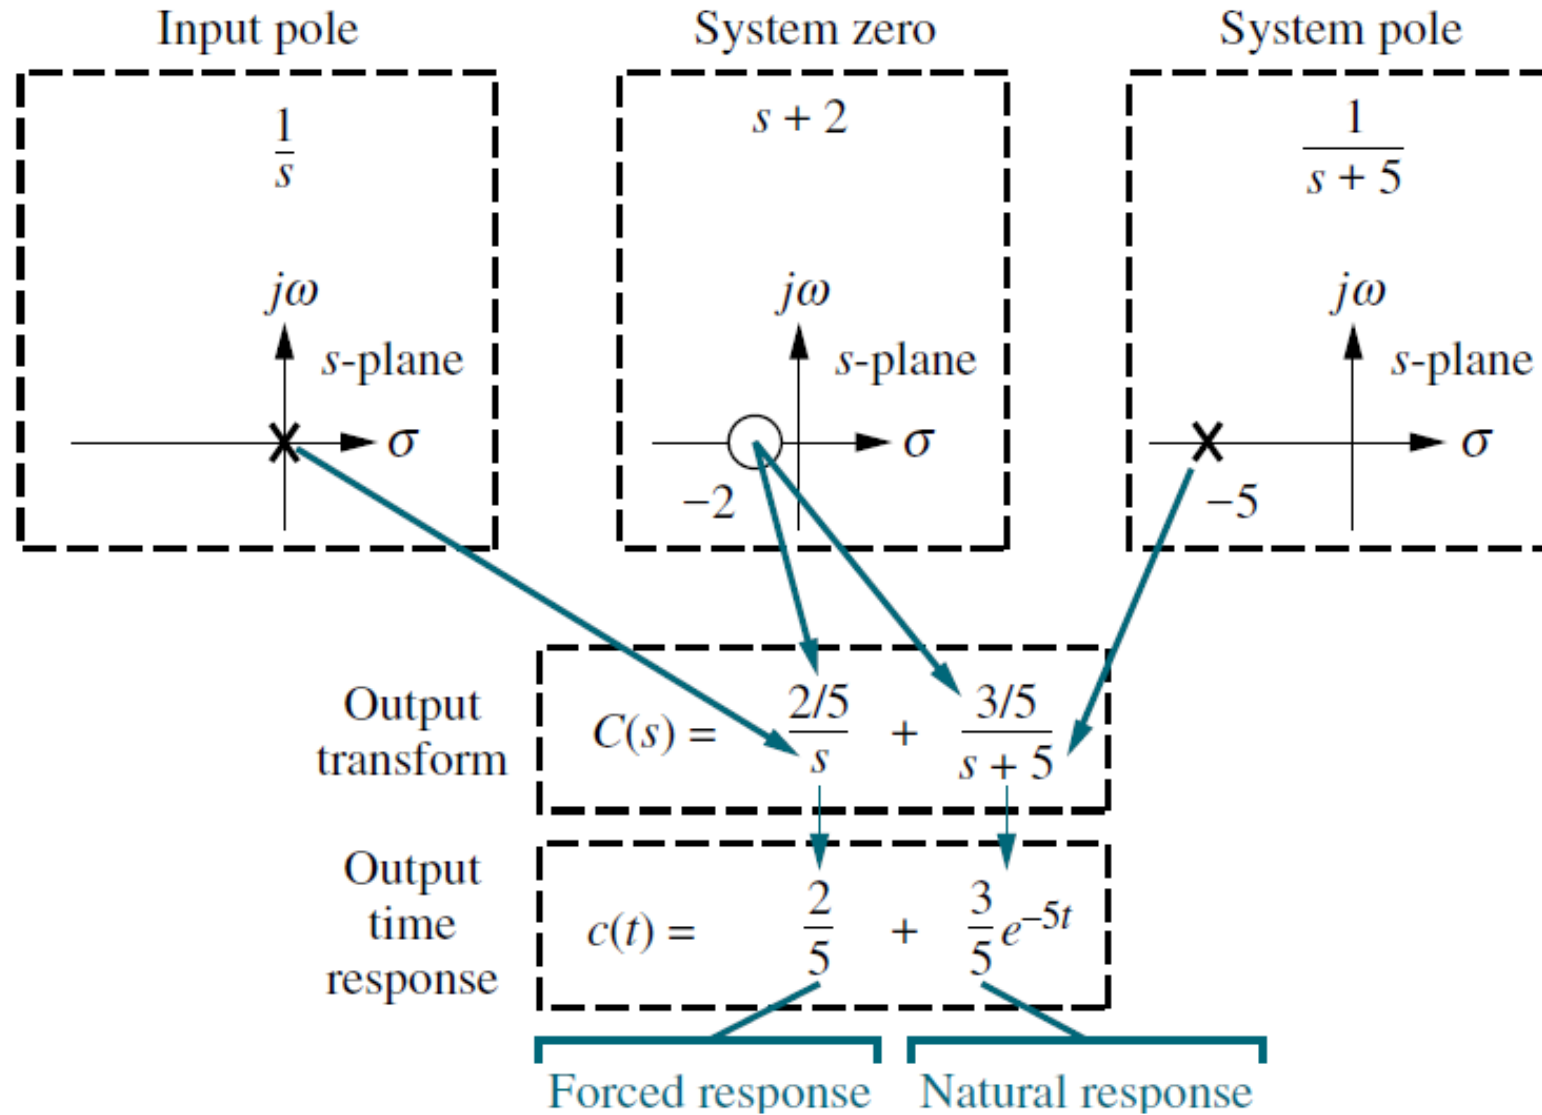 Input pole
System zero
System pole
1/s
s + 2
1/(s + 5)
jω
jω
jω
s-plane
s-plane
s-plane
σ
σ
σ
−2
−5
Output
transform
C(s) = (2/5)/s + (3/5)/(s + 5)
Output
time
response
c(t) = 2/5 + 3/5 e^−5t
Forced response
Natural response